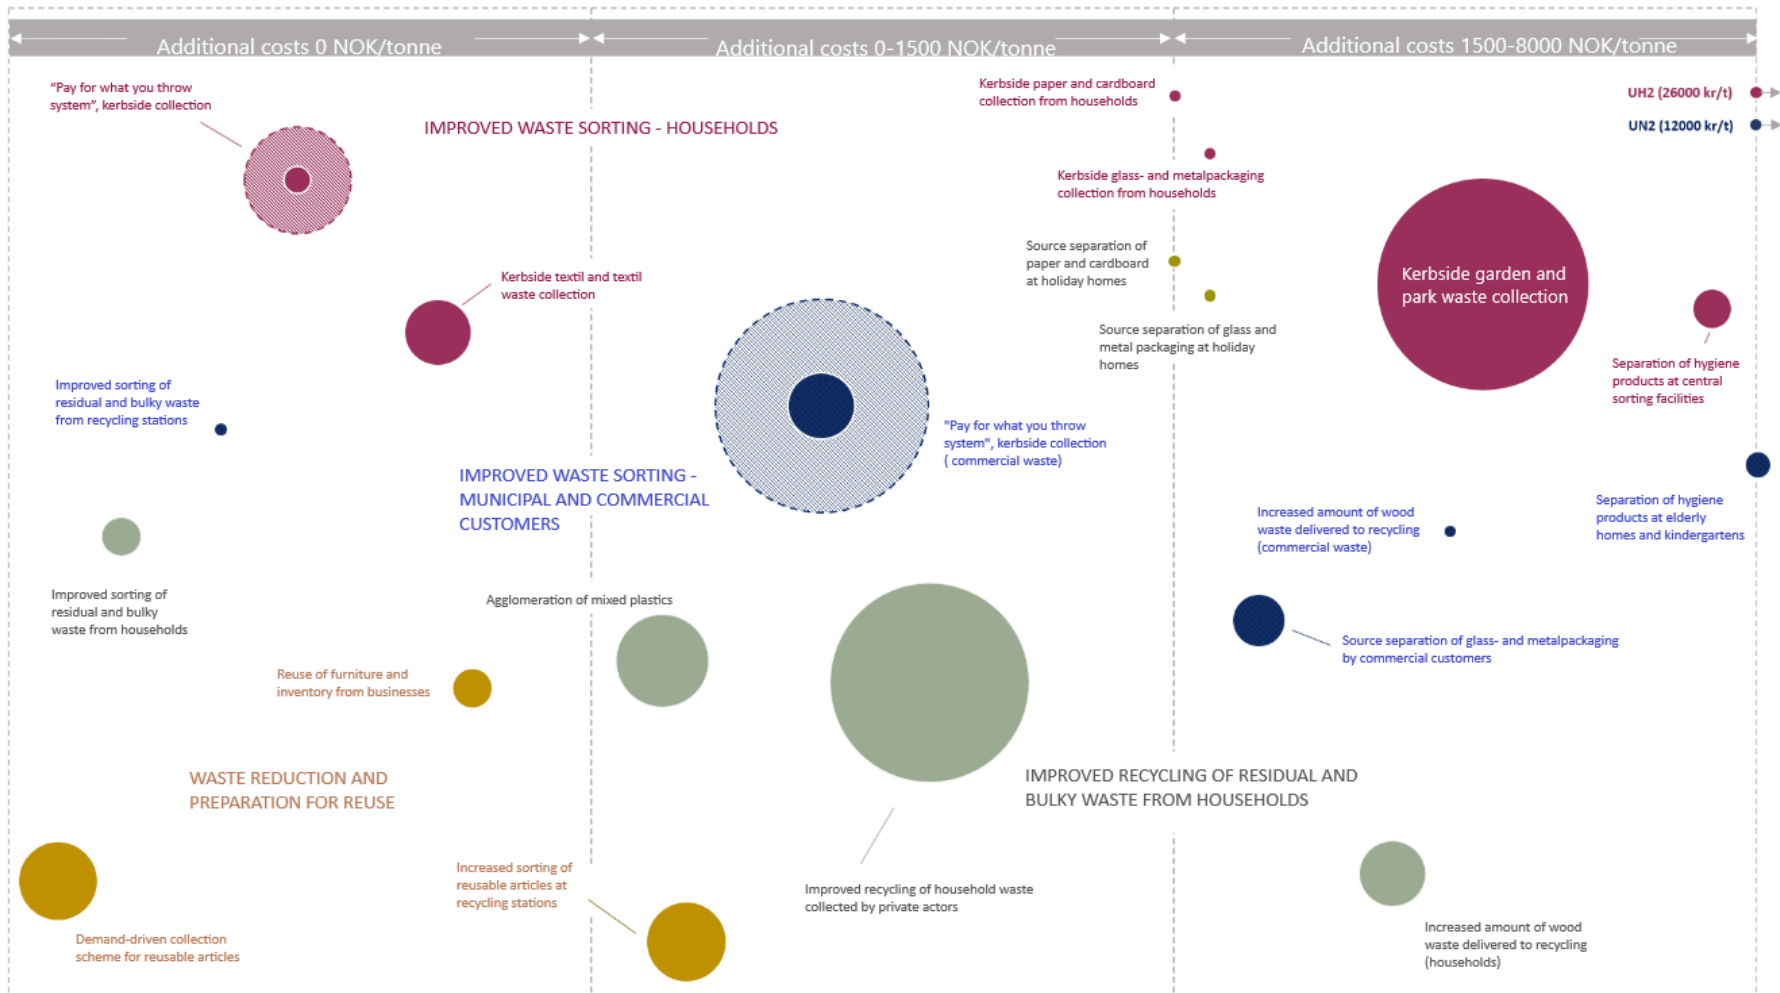 Additional costs 0 NOK/tonne
Additional costs 0-1500 NOK/tonne
Additional costs 1500-8000 NOK/tonne
"Pay for what you throw
system", kerbside collection
IMPROVED WASTE SORTING - HOUSEHOLDS
Kerbside paper and cardboard
collection from households
UH2 (26000 kr/t)
UN2 (12000 kr/t)
Kerbside glass- and metalpackaging
collection from households
Kerbside textil and textil
waste collection
Source separation of
paper and cardboard
at holiday homes
Kerbside garden and
park waste collection
Source separation of glass and
metal packaging at holiday
homes
Separation of hygiene
products at central
sorting facilities
Improved sorting of
residual and bulky waste
from recycling stations
"Pay for what you throw
system", kerbside collection
( commercial waste)
IMPROVED WASTE SORTING -
MUNICIPAL AND COMMERCIAL
CUSTOMERS
Separation of hygiene
products at elderly
homes and kindergartens
Increased amount of wood
waste delivered to recycling
(commercial waste)
Improved sorting of
residual and bulky
waste from households
Agglomeration of mixed plastics
Source separation of glass- and metalpackaging
by commercial customers
Reuse of furniture and
inventory from businesses
WASTE REDUCTION AND
PREPARATION FOR REUSE
IMPROVED RECYCLING OF RESIDUAL AND
BULKY WASTE FROM HOUSEHOLDS
Increased sorting of
reusable articles at
recycling stations
Improved recycling of household waste
collected by private actors
Demand-driven collection
scheme for reusable articles
Increased amount of wood
waste delivered to recycling
(households)